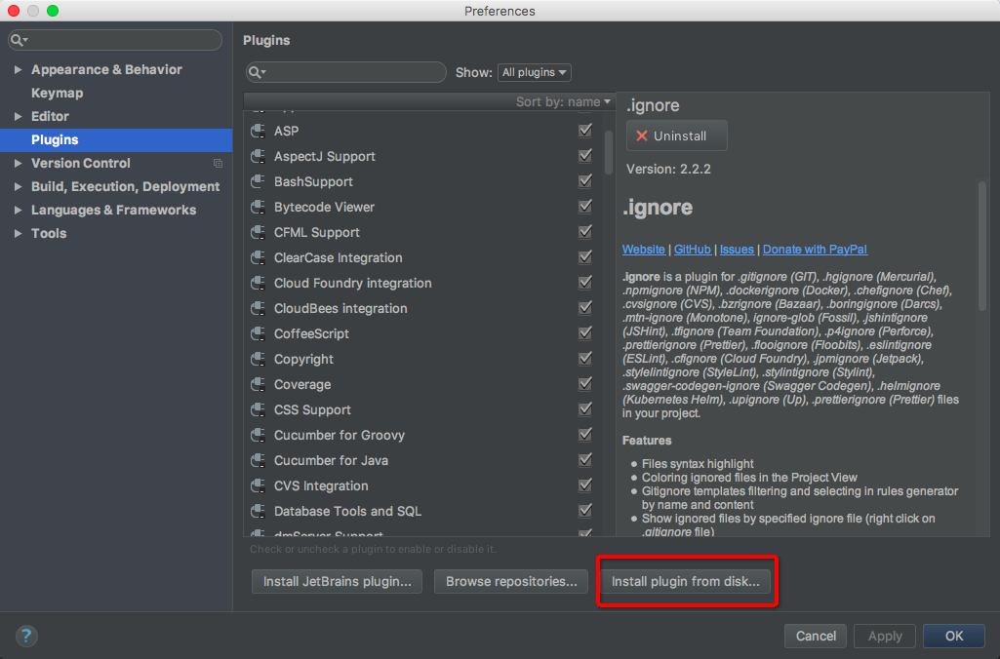 Preferences
Appearance & Behavior
Keymap
Editor
Plugins
Version Control
Build, Execution, Deployment
Languages & Frameworks
Tools
Plugins
Show: All plugins
Sort by: name
ASP
AspectJ Support
BashSupport
Bytecode Viewer
CFML Support
ClearCase Integration
Cloud Foundry integration
CloudBees integration
CoffeeScript
Copyright
Coverage
CSS Support
Cucumber for Groovy
Cucumber for Java
CVS Integration
Database Tools and SQL
dmServer Support
.ignore
Uninstall
Version: 2.2.2
.ignore
Website | GitHub | Issues | Donate with PayPal
.ignore is a plugin for .gitignore (GIT), .hgignore (Mercurial),
.npmignore (NPM), .dockerignore (Docker), .chefignore (Chef),
.cvsignore (CVS), .bzrignore (Bazaar), .boringignore (Darcs),
.mtn-ignore (Monotone), ignore-glob (Fossil), .jshintignore
(JSHint), .tfignore (Team Foundation), .p4ignore (Perforce),
.prettierignore (Prettier), .flooignore (Floobits), .eslintignore
(ESLint), .cfignore (Cloud Foundry), .jpmignore (Jetpack),
.stylelintignore (StyleLint), .stylintignore (Stylint),
.swagger-codegen-ignore (Swagger Codegen), .helmignore
(Kubernetes Helm), .upignore (Up), .prettierignore (Prettier) files
in your project.
Features
● Files syntax highlight
● Coloring ignored files in the Project View
● Gitignore templates filtering and selecting in rules generator
by name and content
● Show ignored files by specified ignore file (right click on
.gitignore file)
Check or uncheck a plugin to enable or disable it.
Install JetBrains plugin... Browse repositories... Install plugin from disk...
? Cancel Apply OK